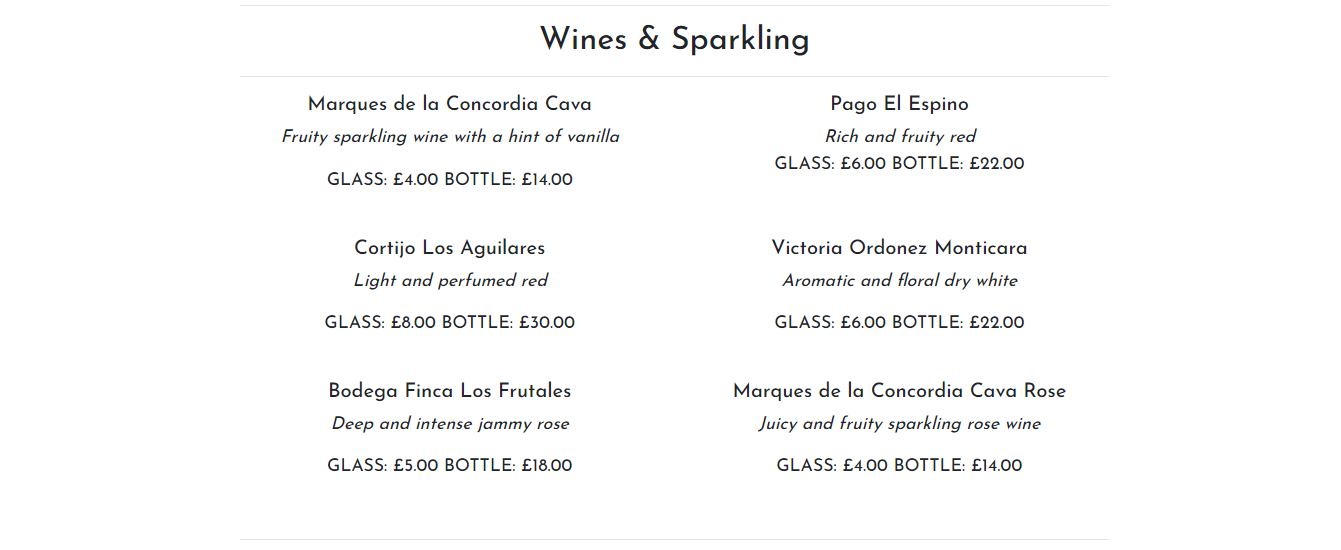 Wines & Sparkling
Marques de la Concordia Cava
Fruity sparkling wine with a hint of vanilla
GLASS: £4.00 BOTTLE: £14.00
Pago El Espino
Rich and fruity red
GLASS: £6.00 BOTTLE: £22.00
Cortijo Los Aguilares
Light and perfumed red
GLASS: £8.00 BOTTLE: £30.00
Victoria Ordonez Monticara
Aromatic and floral dry white
GLASS: £6.00 BOTTLE: £22.00
Bodega Finca Los Frutales
Deep and intense jammy rose
GLASS: £5.00 BOTTLE: £18.00
Marques de la Concordia Cava Rose
Juicy and fruity sparkling rose wine
GLASS: £4.00 BOTTLE: £14.00